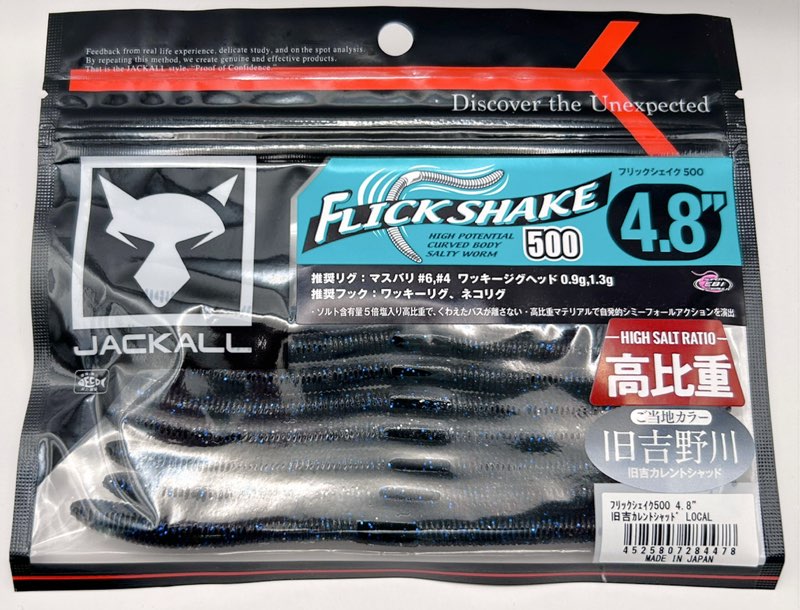 Feedback from real life experience, delicate study, and on the spot analysis.
By repeating this method, we create genuine and effective products.
That is the JACKALL style. "Proof of Confidence."
Discover the Unexpected
JACKALL
FLICK SHAKE
HIGH POTENTIAL
CURVED BODY
SALTY WORM
500
フリックシェイク 500
4.8"
推奨リグ：マスバリ #6,#4 ワッキージグヘッド 0.9g,1.3g
推奨フック：ワッキーリグ、ネコリグ
・ソルト含有量５倍塩入り高比重で、くわえたバスが離さない ・高比重マテリアルで自発的シミーフォールアクションを演出
HIGH SALT RATIO
高比重
ご当地カラー
旧吉野川
旧吉カレントシャッド
フリックシェイク500 4.8"
旧吉カレントシャッド LOCAL
4525807284478
MADE IN JAPAN